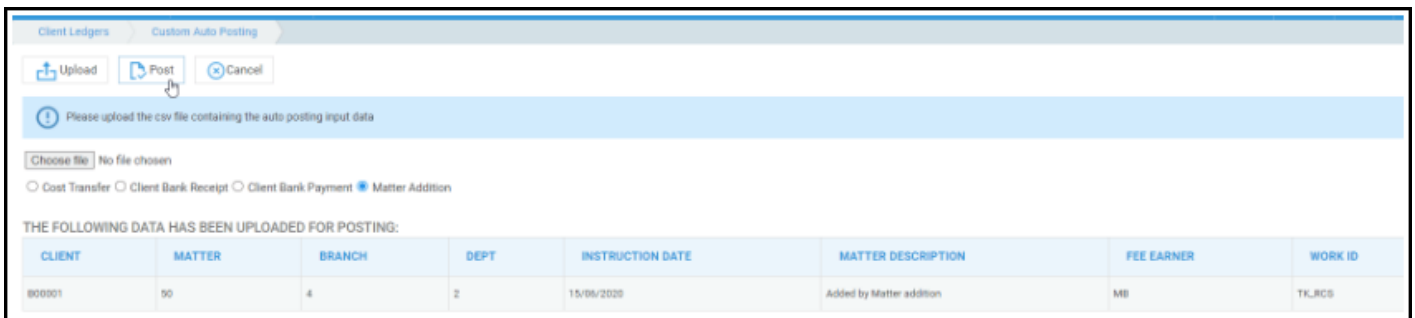 Client Ledgers Custom Auto Posting
Upload Post Cancel
Please upload the csv file containing the auto posting input data
Choose file No file chosen
Cost Transfer Client Bank Receipt Client Bank Payment Matter Addition
THE FOLLOWING DATA HAS BEEN UPLOADED FOR POSTING:
CLIENT MATTER BRANCH DEPT INSTRUCTION DATE MATTER DESCRIPTION FEE EARNER WORK ID
B00001 50 4 2 15/06/2020 Added by Matter addition MB TK_RCS